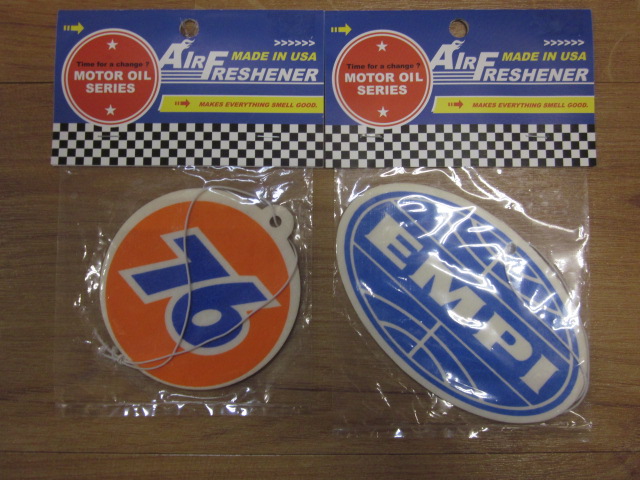 Time for a change ?
MOTOR OIL
SERIES
AIR FRESHENER
MADE IN USA
>>>>>>
MAKES EVERYTHING SMELL GOOD.
76
Time for a change ?
MOTOR OIL
SERIES
AIR FRESHENER
MADE IN USA
>>>>>>
MAKES EVERYTHING SMELL GOOD.
EMPI